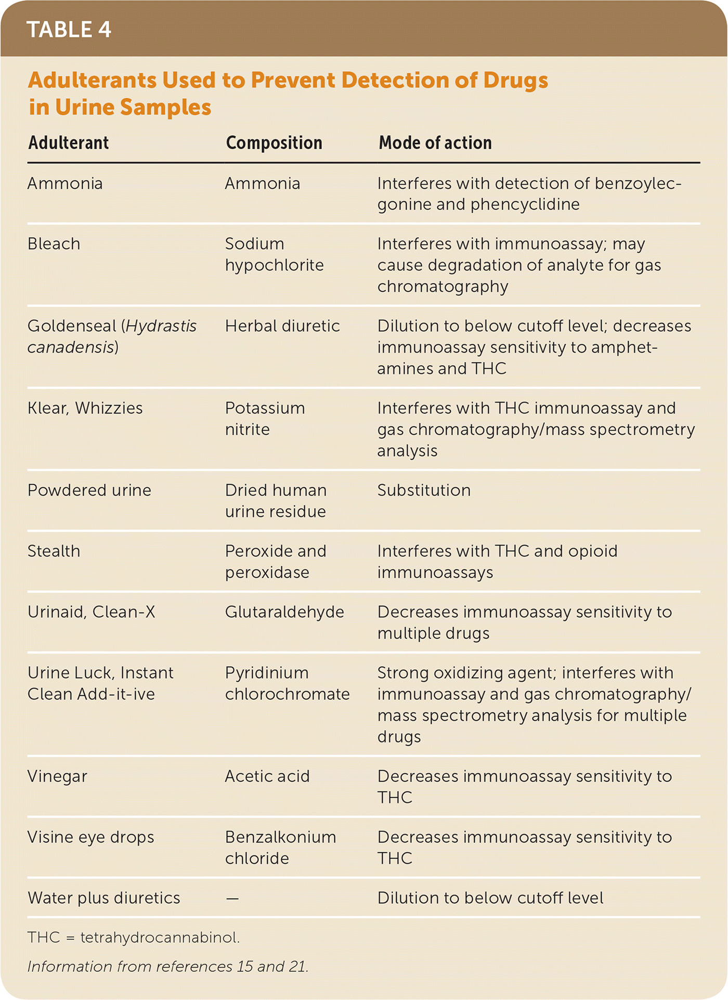 TABLE 4
Adulterants Used to Prevent Detection of Drugs
in Urine Samples
Adulterant Composition Mode of action
Ammonia Ammonia Interferes with detection of benzoylec-
gonine and phencyclidine
Bleach Sodium Interferes with immunoassay; may
hypochlorite cause degradation of analyte for gas
chromatography
Goldenseal (Hydrastis Herbal diuretic Dilution to below cutoff level; decreases
canadensis) immunoassay sensitivity to amphet-
amines and THC
Klear, Whizzies Potassium Interferes with THC immunoassay and
nitrite gas chromatography/mass spectrometry
analysis
Powdered urine Dried human Substitution
urine residue
Stealth Peroxide and Interferes with THC and opioid
peroxidase immunoassays
Urinaid, Clean-X Glutaraldehyde Decreases immunoassay sensitivity to
multiple drugs
Urine Luck, Instant Pyridinium Strong oxidizing agent; interferes with
Clean Add-it-ive chlorochromate immunoassay and gas chromatography/
mass spectrometry analysis for multiple
drugs
Vinegar Acetic acid Decreases immunoassay sensitivity to
THC
Visine eye drops Benzalkonium Decreases immunoassay sensitivity to
chloride THC
Water plus diuretics — Dilution to below cutoff level
THC = tetrahydrocannabinol.
Information from references 15 and 21.